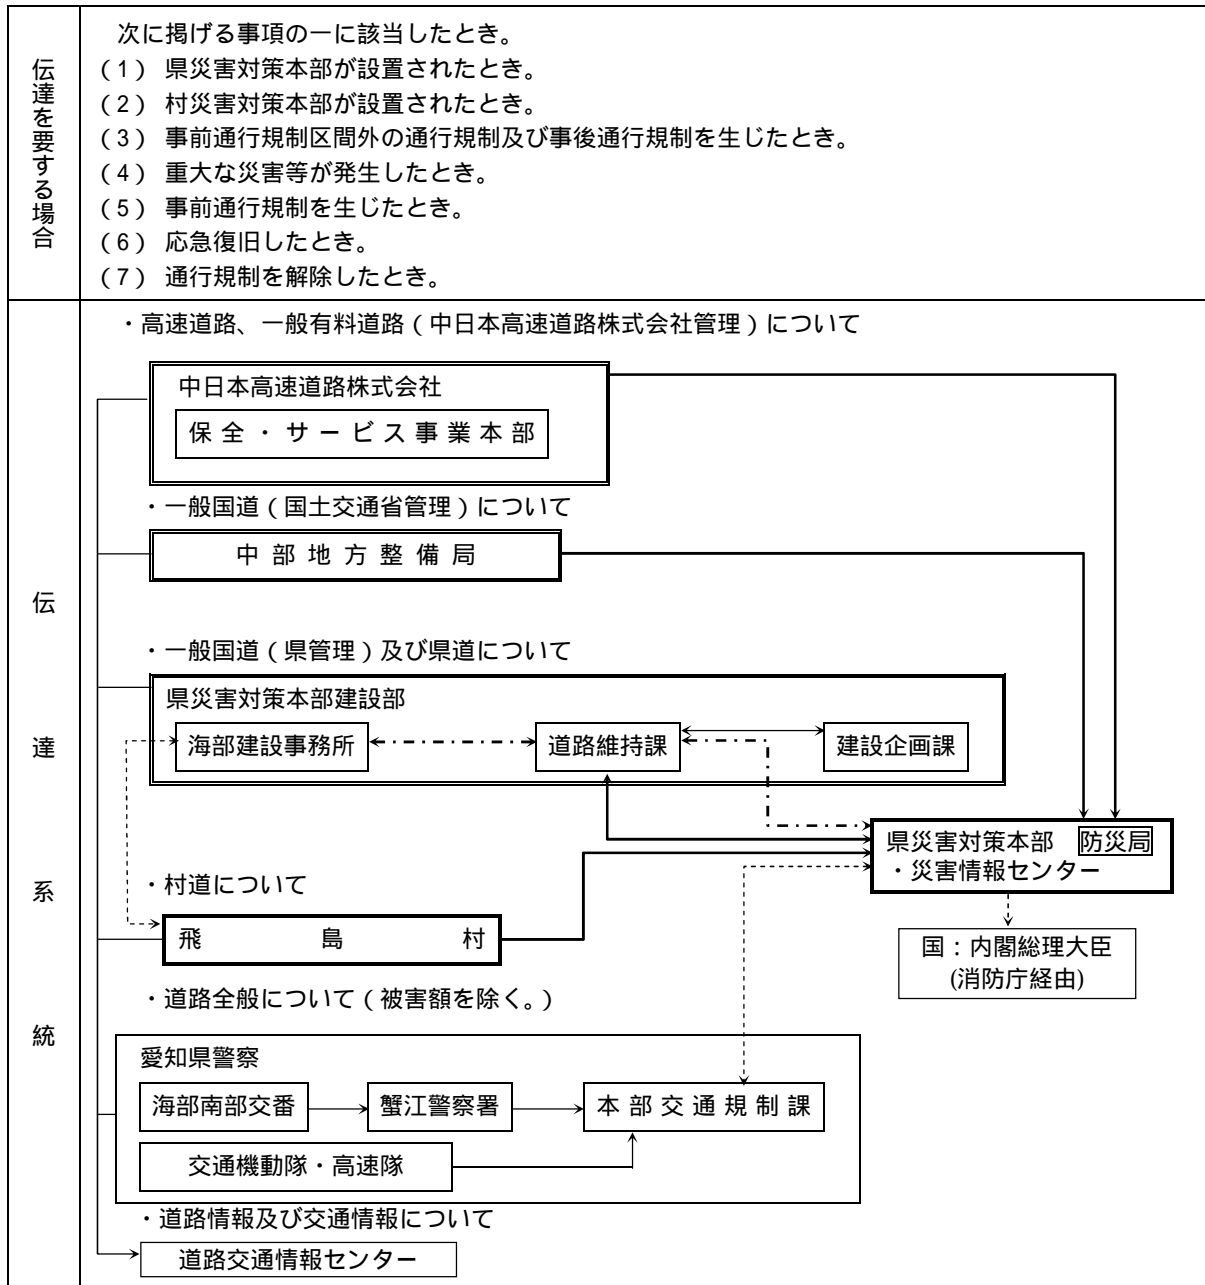 伝達を要する場合
次に掲げる事項の一に該当したとき。
(1) 県災害対策本部が設置されたとき。
(2) 村災害対策本部が設置されたとき。
(3) 事前通行規制区間外の通行規制及び事後通行規制を生じたとき。
(4) 重大な災害等が発生したとき。
(5) 事前通行規制を生じたとき。
(6) 応急復旧したとき。
(7) 通行規制を解除したとき。
伝達系統
・高速道路、一般有料道路(中日本高速道路株式会社管理)について
中日本高速道路株式会社
保全・サービス事業本部
・一般国道(国土交通省管理)について
中部地方整備局
・一般国道(県管理)及び県道について
県災害対策本部建設部
海部建設事務所
道路維持課
建設企画課
県災害対策本部 防災局
・災害情報センター
国:内閣総理大臣
(消防庁経由)
・村道について
飛島村
・道路全般について(被害額を除く。)
愛知県警察
海部南部交番
蟹江警察署
本部交通規制課
交通機動隊・高速隊
・道路情報及び交通情報について
道路交通情報センター